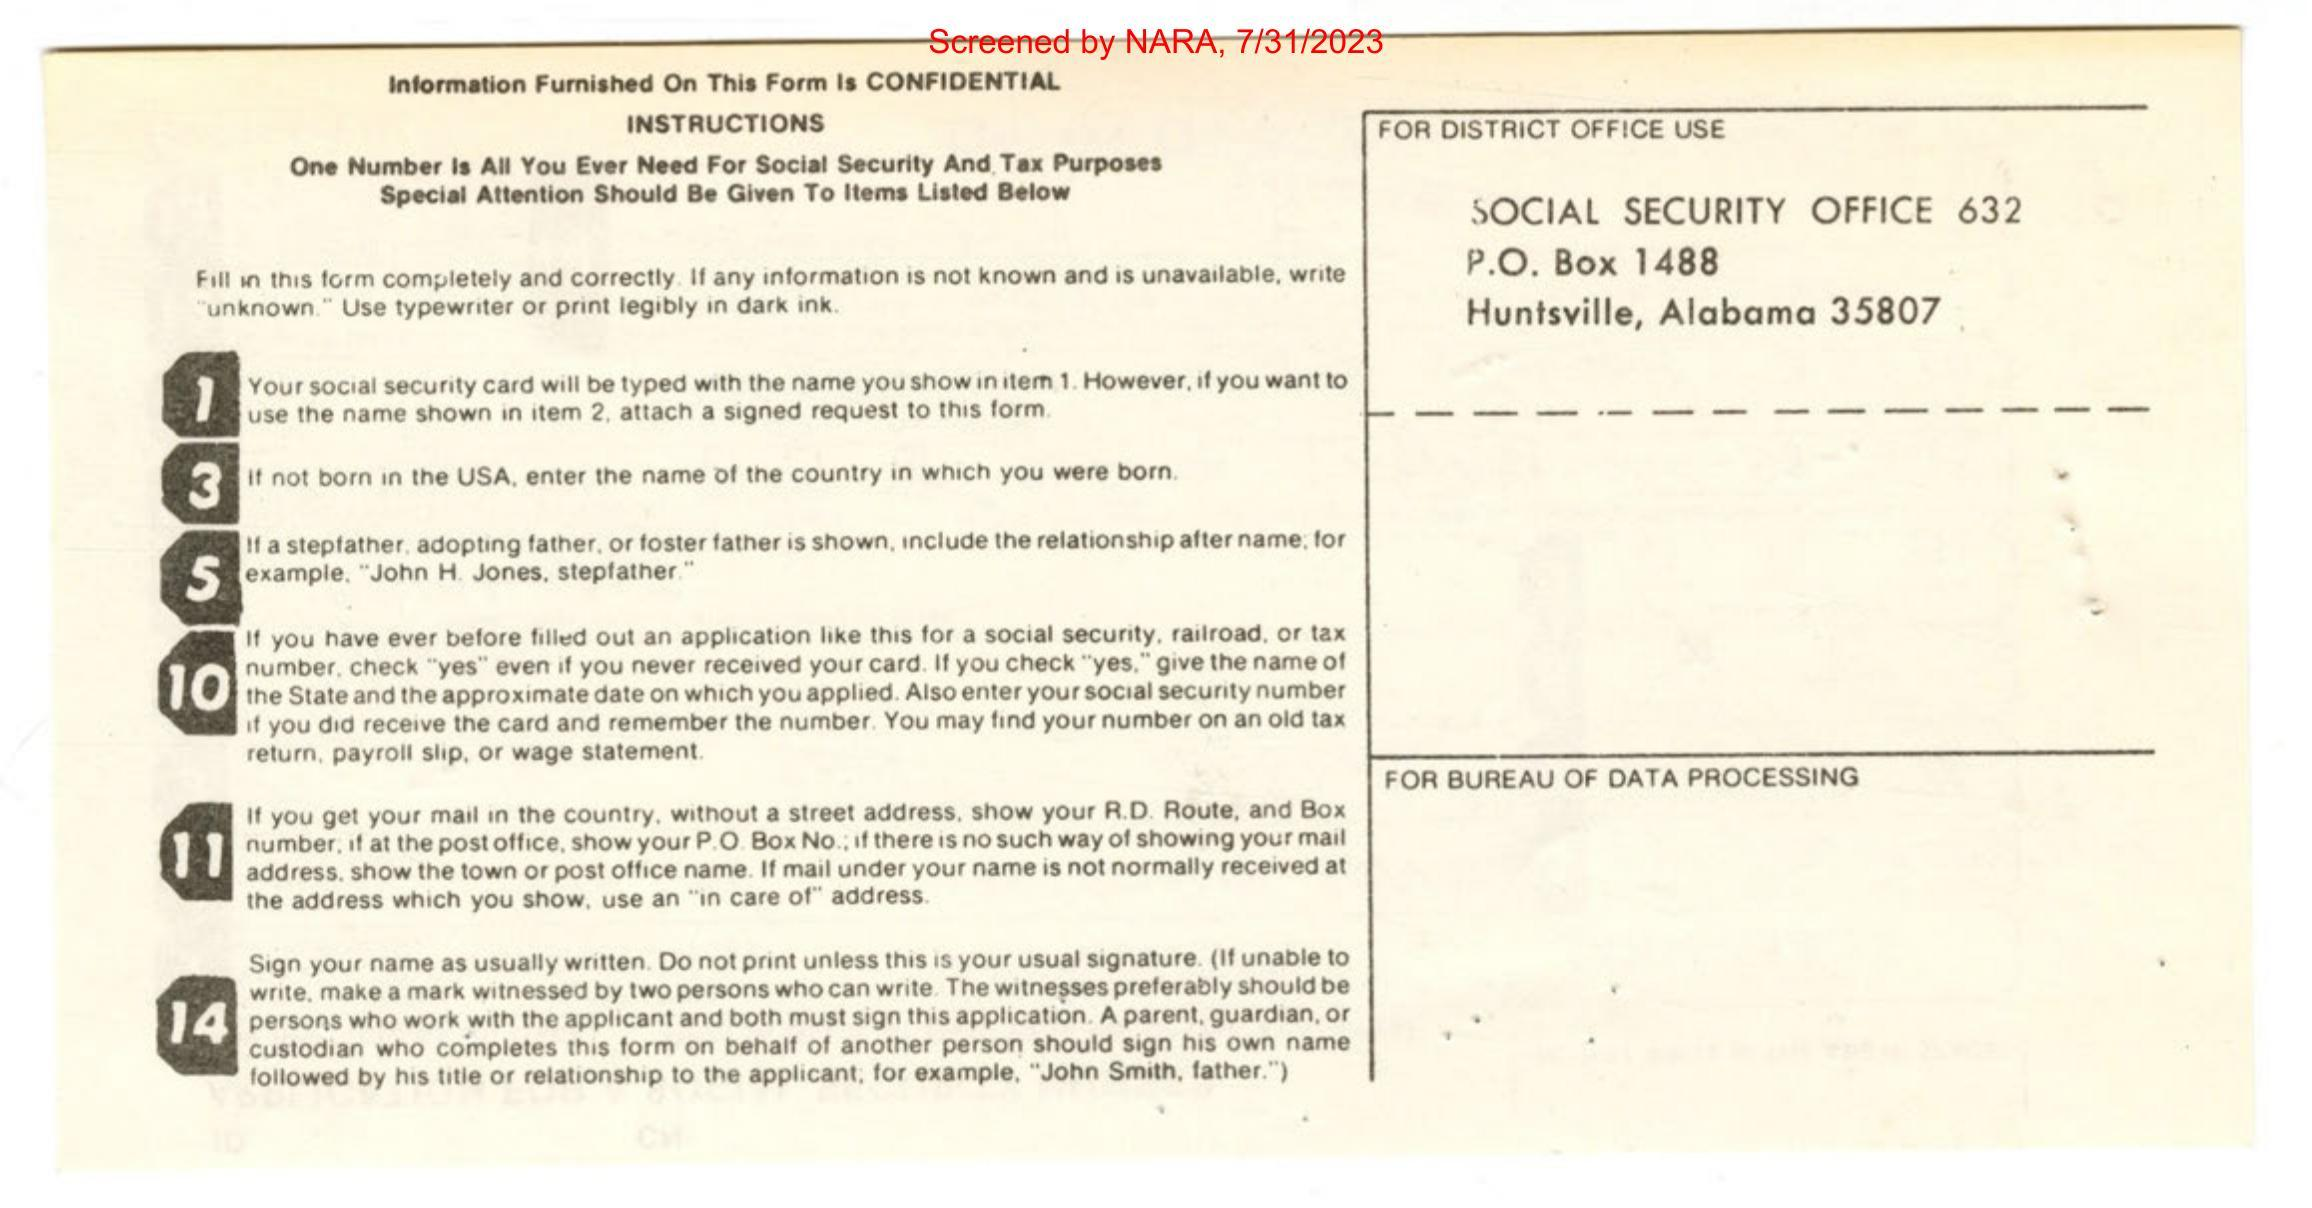 Screened by NARA, 7/31/2023
Information Furnished On This Form Is CONFIDENTIAL
INSTRUCTIONS
One Number Is All You Ever Need For Social Security And Tax Purposes
Special Attention Should Be Given To Items Listed Below
Fill in this form completely and correctly. If any information is not known and is unavailable, write
"unknown." Use typewriter or print legibly in dark ink.
1
Your social security card will be typed with the name you show in item 1. However, if you want to
use the name shown in item 2, attach a signed request to this form.
3
If not born in the USA, enter the name of the country in which you were born.
5
If a stepfather, adopting father, or foster father is shown, include the relationship after name; for
example, "John H. Jones, stepfather."
10
If you have ever before filled out an application like this for a social security, railroad, or tax
number, check "yes" even if you never received your card. If you check "yes," give the name of
the State and the approximate date on which you applied. Also enter your social security number
if you did receive the card and remember the number. You may find your number on an old tax
return, payroll slip, or wage statement.
11
If you get your mail in the country, without a street address, show your R.D. Route, and Box
number; if at the post office, show your P.O. Box No.; if there is no such way of showing your mail
address, show the town or post office name. If mail under your name is not normally received at
the address which you show, use an "in care of" address.
14
Sign your name as usually written. Do not print unless this is your usual signature. (If unable to
write, make a mark witnessed by two persons who can write. The witnesses preferably should be
persons who work with the applicant and both must sign this application. A parent, guardian, or
custodian who completes this form on behalf of another person should sign his own name
followed by his title or relationship to the applicant; for example, "John Smith, father.")
FOR DISTRICT OFFICE USE
SOCIAL SECURITY OFFICE 632
P.O. Box 1488
Huntsville, Alabama 35807
FOR BUREAU OF DATA PROCESSING